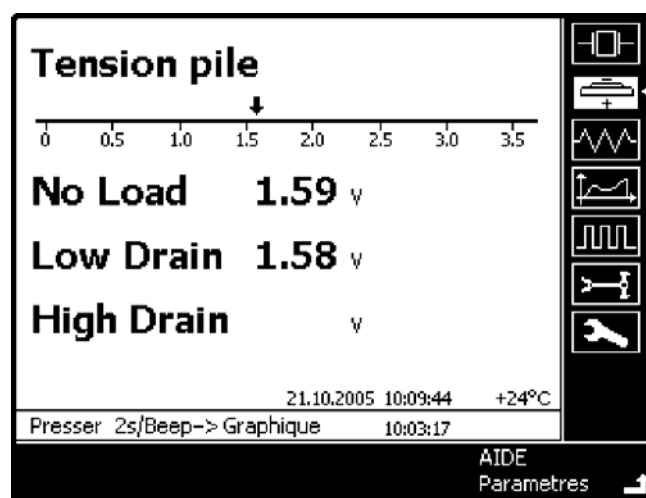 Tension pile
0 0.5 1.0 1.5 2.0 2.5 3.0 3.5
No Load 1.59 v
Low Drain 1.58 v
High Drain v
21.10.2005 10:09:44 +24°C
Presser 2s/Beep-> Graphique 10:03:17
AIDE
Parametres